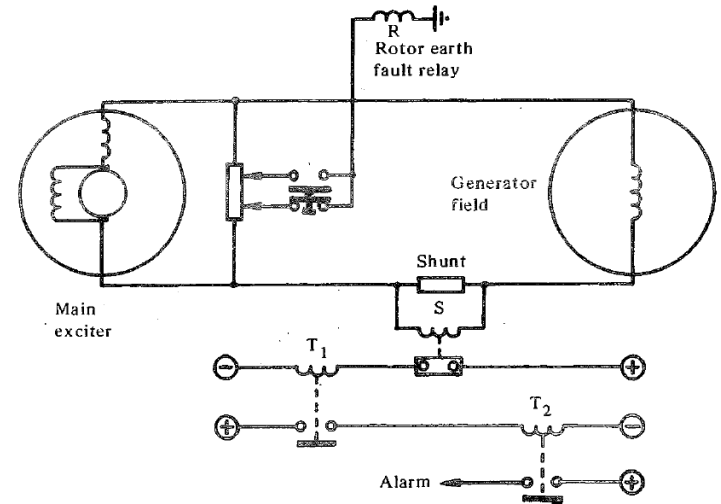 R
Rotor earth
fault relay
Generator
field
Shunt
S
Main
exciter
T1
T2
Alarm